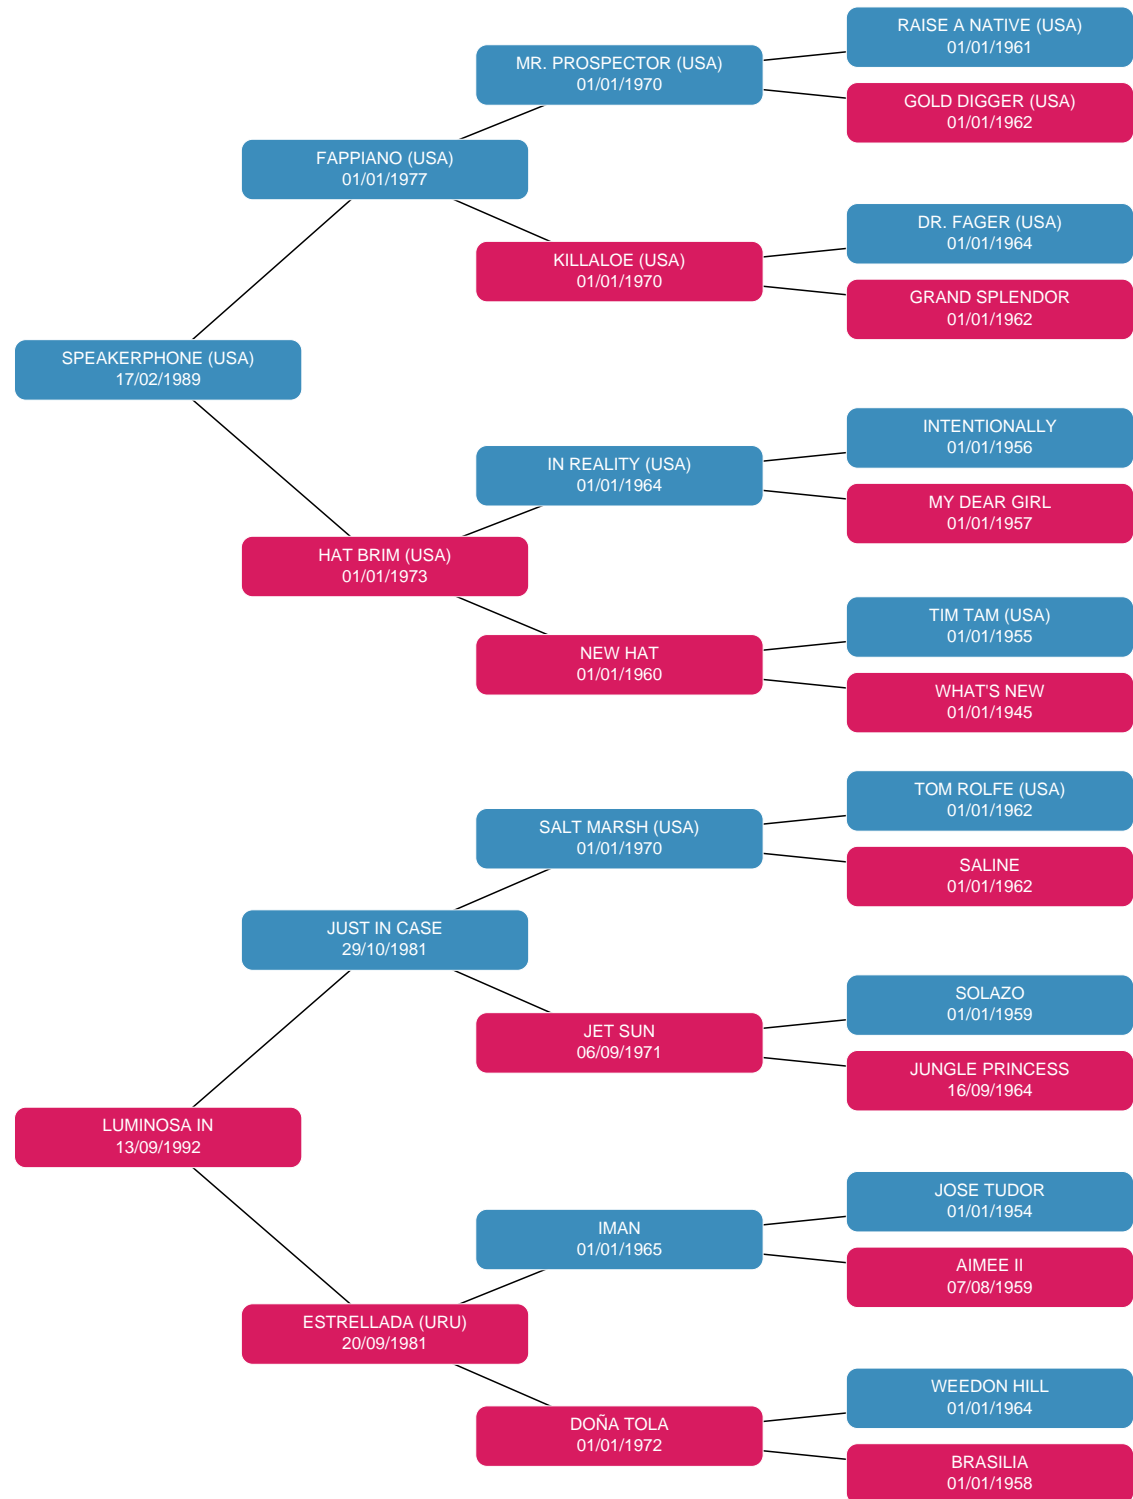 RAISE A NATIVE (USA)
01/01/1961
MR. PROSPECTOR (USA)
01/01/1970
GOLD DIGGER (USA)
01/01/1962
FAPPIANO (USA)
01/01/1977
DR. FAGER (USA)
01/01/1964
KILLALOE (USA)
01/01/1970
GRAND SPLENDOR
01/01/1962
SPEAKERPHONE (USA)
17/02/1989
INTENTIONALLY
01/01/1956
IN REALITY (USA)
01/01/1964
MY DEAR GIRL
01/01/1957
HAT BRIM (USA)
01/01/1973
TIM TAM (USA)
01/01/1955
NEW HAT
01/01/1960
WHAT'S NEW
01/01/1945
TOM ROLFE (USA)
01/01/1962
SALT MARSH (USA)
01/01/1970
SALINE
01/01/1962
JUST IN CASE
29/10/1981
SOLAZO
01/01/1959
JET SUN
06/09/1971
JUNGLE PRINCESS
16/09/1964
LUMINOSA IN
13/09/1992
JOSE TUDOR
01/01/1954
IMAN
01/01/1965
AIMEE II
07/08/1959
ESTRELLADA (URU)
20/09/1981
WEEDON HILL
01/01/1964
DOÑA TOLA
01/01/1972
BRASILIA
01/01/1958